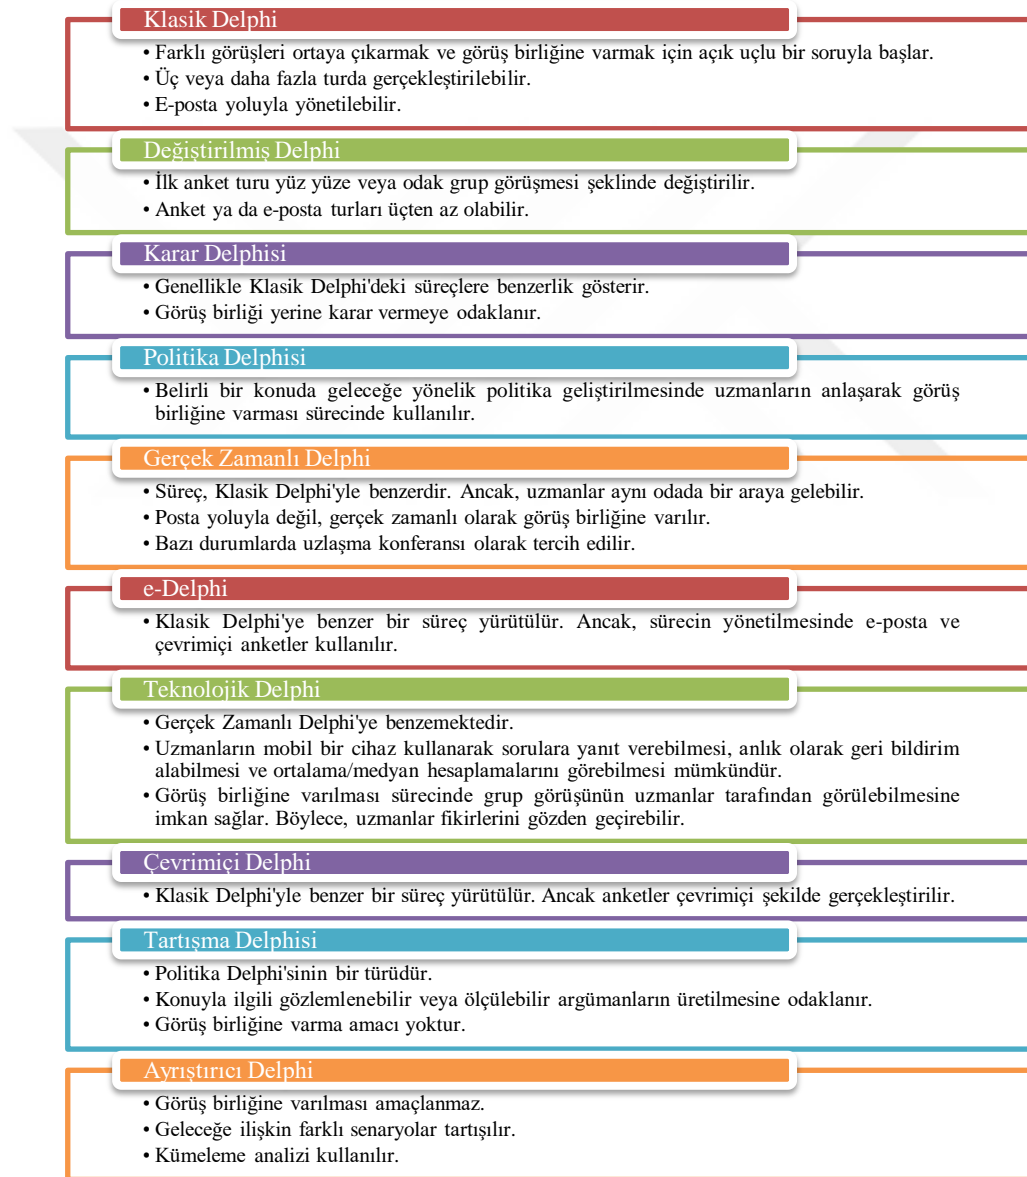 Klasik Delphi
• Farklı görüşleri ortaya çıkarmak ve görüş birliğine varmak için açık uçlu bir soruyla başlar.
• Üç veya daha fazla turda gerçekleştirilebilir.
• E-posta yoluyla yönetilebilir.
Değiştirilmiş Delphi
• İlk anket turu yüz yüze veya odak grup görüşmesi şeklinde değiştirilir.
• Anket ya da e-posta turları üçten az olabilir.
Karar Delphisi
• Genellikle Klasik Delphi'deki süreçlere benzerlik gösterir.
• Görüş birliği yerine karar vermeye odaklanır.
Politika Delphisi
• Belirli bir konuda geleceğe yönelik politika geliştirilmesinde uzmanların anlaşarak görüş
birliğine varması sürecinde kullanılır.
Gerçek Zamanlı Delphi
• Süreç, Klasik Delphi'yle benzerdir. Ancak, uzmanlar aynı odada bir araya gelebilir.
• Posta yoluyla değil, gerçek zamanlı olarak görüş birliğine varılır.
• Bazı durumlarda uzlaşma konferansı olarak tercih edilir.
e-Delphi
• Klasik Delphi'ye benzer bir süreç yürütülür. Ancak, sürecin yönetilmesinde e-posta ve
çevrimiçi anketler kullanılır.
Teknolojik Delphi
• Gerçek Zamanlı Delphi'ye benzemektedir.
• Uzmanların mobil bir cihaz kullanarak sorulara yanıt verebilmesi, anlık olarak geri bildirim
alabilmesi ve ortalama/medyan hesaplamalarını görebilmesi mümkündür.
• Görüş birliğine varılması sürecinde grup görüşünün uzmanlar tarafından görülebilmesine
imkan sağlar. Böylece, uzmanlar fikirlerini gözden geçirebilir.
Çevrimiçi Delphi
• Klasik Delphi'yle benzer bir süreç yürütülür. Ancak anketler çevrimiçi şekilde gerçekleştirilir.
Tartışma Delphisi
• Politika Delphi'sinin bir türüdür.
• Konuyla ilgili gözlemlenebilir veya ölçülebilir argümanların üretilmesine odaklanır.
• Görüş birliğine varma amacı yoktur.
Ayrıştırıcı Delphi
• Görüş birliğine varılması amaçlanmaz.
• Geleceğe ilişkin farklı senaryolar tartışılır.
• Kümeleme analizi kullanılır.